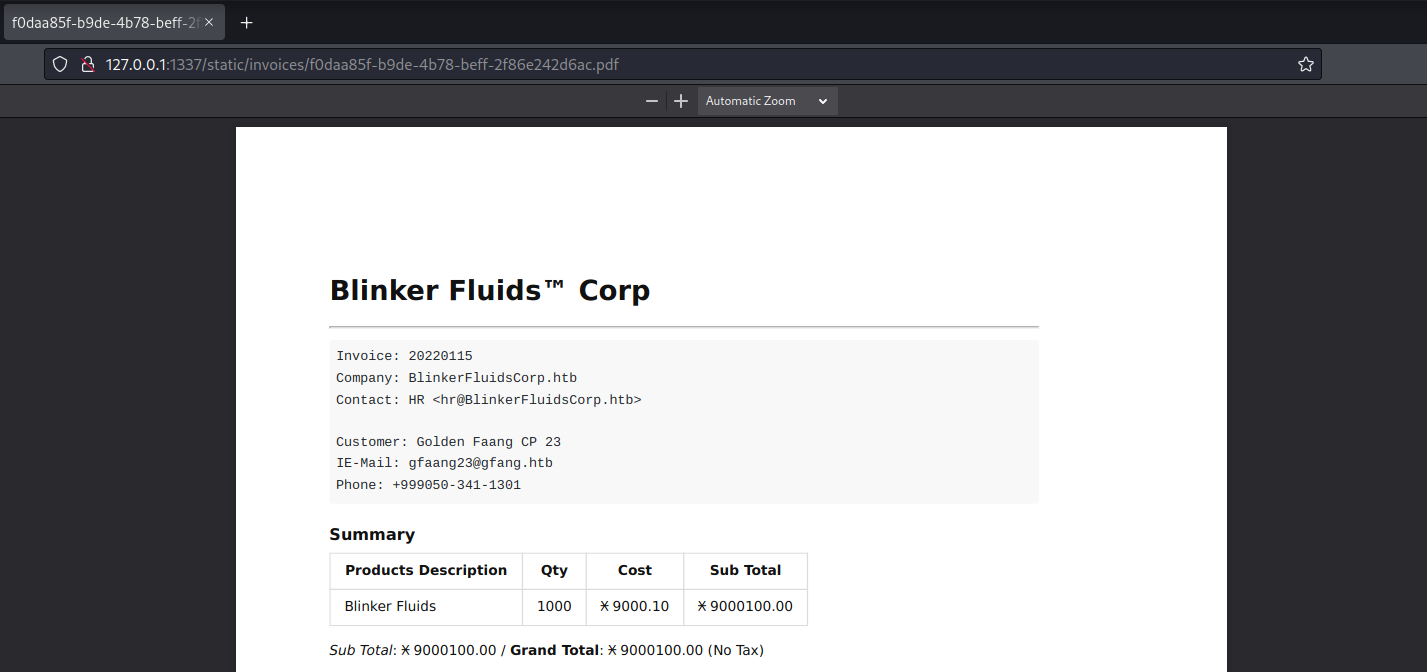 f0daa85f-b9de-4b78-beff-2f
127.0.0.1:1337/static/invoices/f0daa85f-b9de-4b78-beff-2f86e242d6ac.pdf
Automatic Zoom
Blinker Fluids™ Corp
Invoice: 20220115
Company: BlinkerFluidsCorp.htb
Contact: HR <hr@BlinkerFluidsCorp.htb>
Customer: Golden Faang CP 23
IE-Mail: gfaang23@gfang.htb
Phone: +999050-341-1301
Summary
Products Description Qty Cost Sub Total
Blinker Fluids 1000 Ӿ 9000.10 Ӿ 9000100.00
Sub Total: Ӿ 9000100.00 / Grand Total: Ӿ 9000100.00 (No Tax)